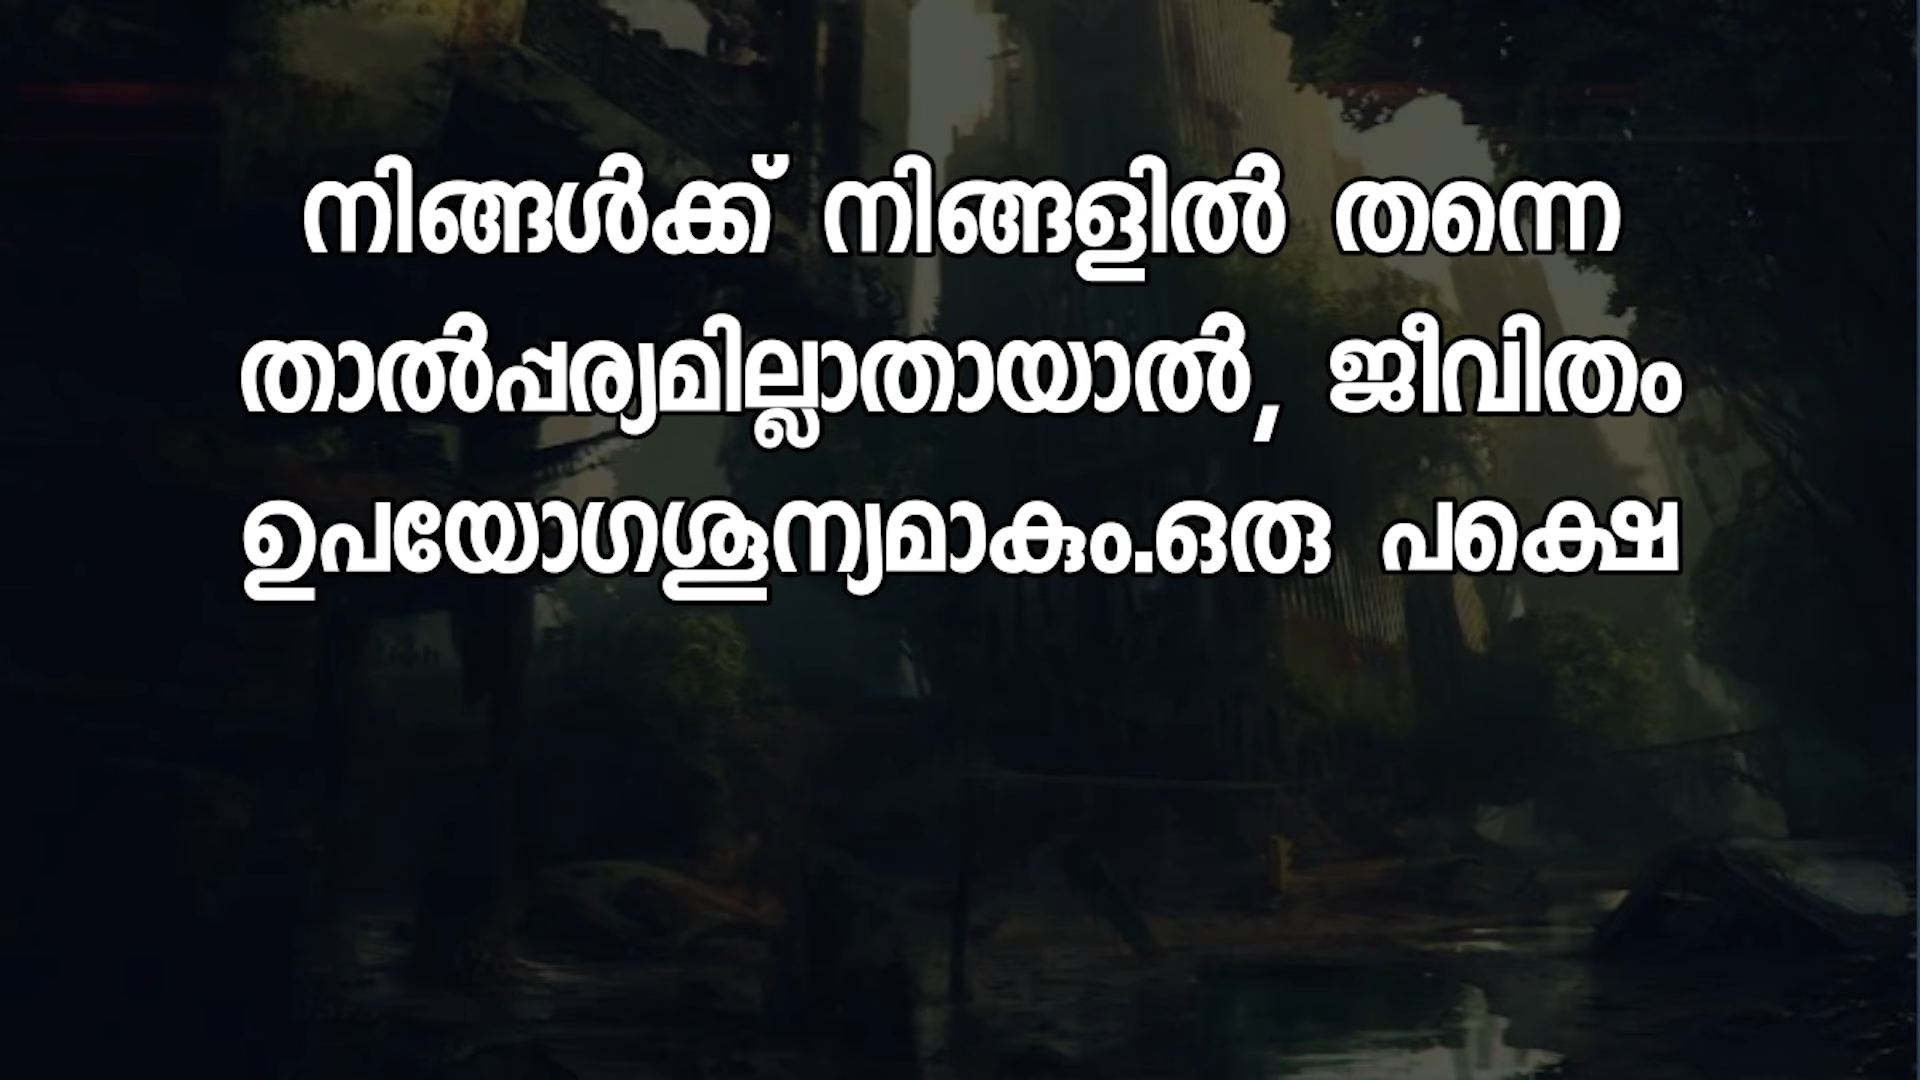 നിങ്ങൾക്ക് നിങ്ങളിൽ തന്നെ
താൽപ്പര്യമില്ലാതായാൽ, ജീവിതം
ഉപയോഗശൂന്യമാകും.ഒരു പക്ഷെ